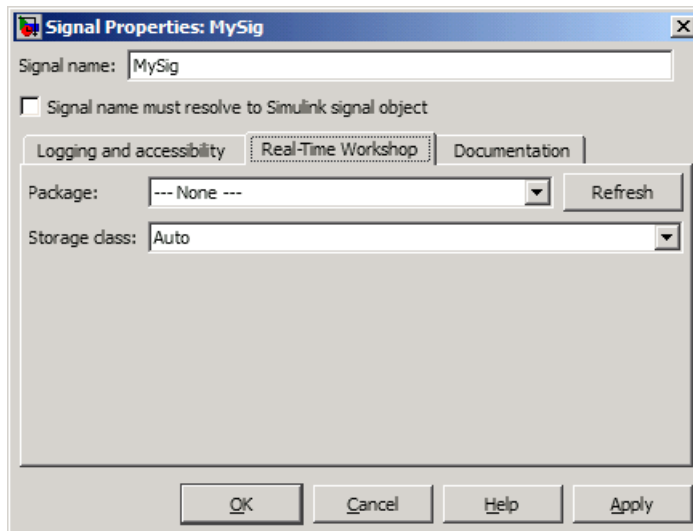 Signal Properties: MySig
Signal name: MySig
Signal name must resolve to Simulink signal object
Logging and accessibility Real-Time Workshop Documentation
Package: --- None --- Refresh
Storage class: Auto
OK Cancel Help Apply